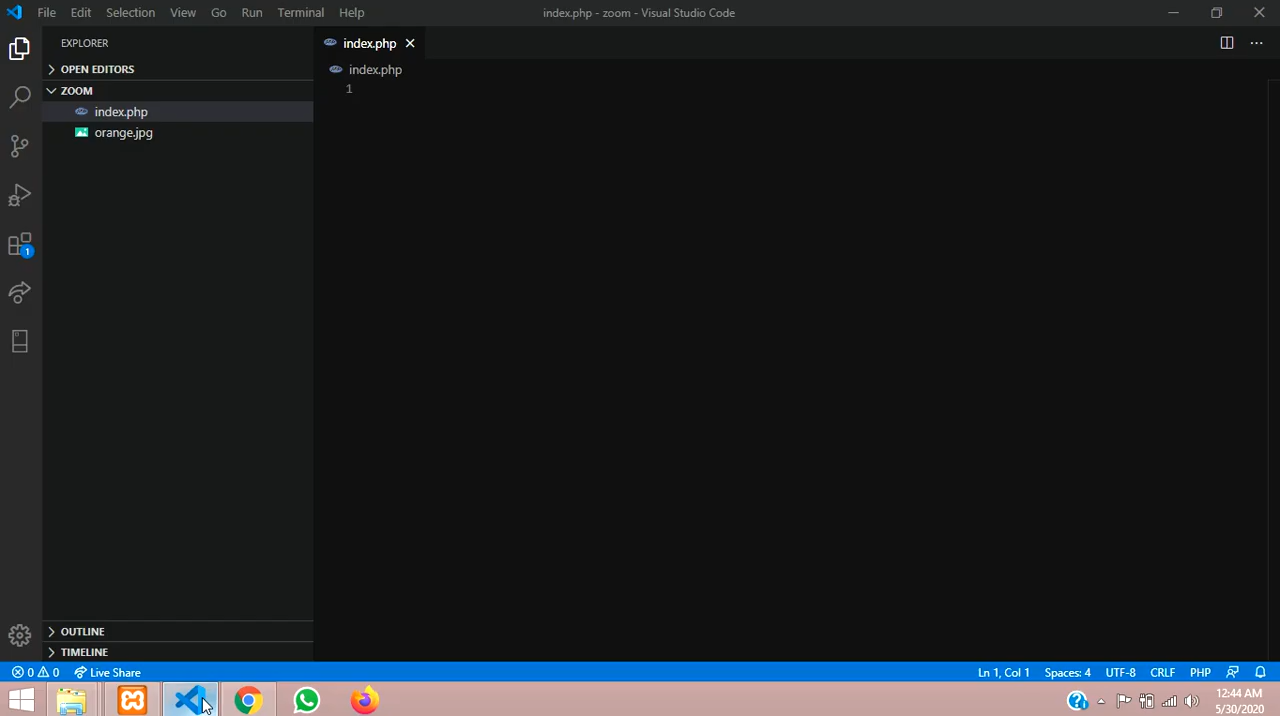 File Edit Selection View Go Run Terminal Help
index.php - zoom - Visual Studio Code
EXPLORER
index.php
OPEN EDITORS
index.php
ZOOM
1
index.php
orange.jpg
1
OUTLINE
TIMELINE
0 0 Live Share
Ln 1, Col 1 Spaces: 4 UTF-8 CRLF PHP
12:44 AM
5/30/2020